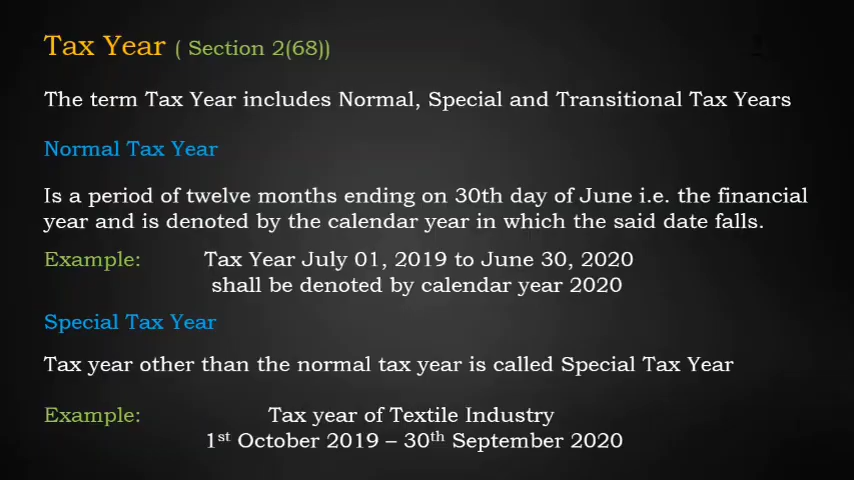 Tax Year ( Section 2(68))
The term Tax Year includes Normal, Special and Transitional Tax Years
Normal Tax Year
Is a period of twelve months ending on 30th day of June i.e. the financial
year and is denoted by the calendar year in which the said date falls.
Example: Tax Year July 01, 2019 to June 30, 2020
shall be denoted by calendar year 2020
Special Tax Year
Tax year other than the normal tax year is called Special Tax Year
Example: Tax year of Textile Industry
1st October 2019 – 30th September 2020